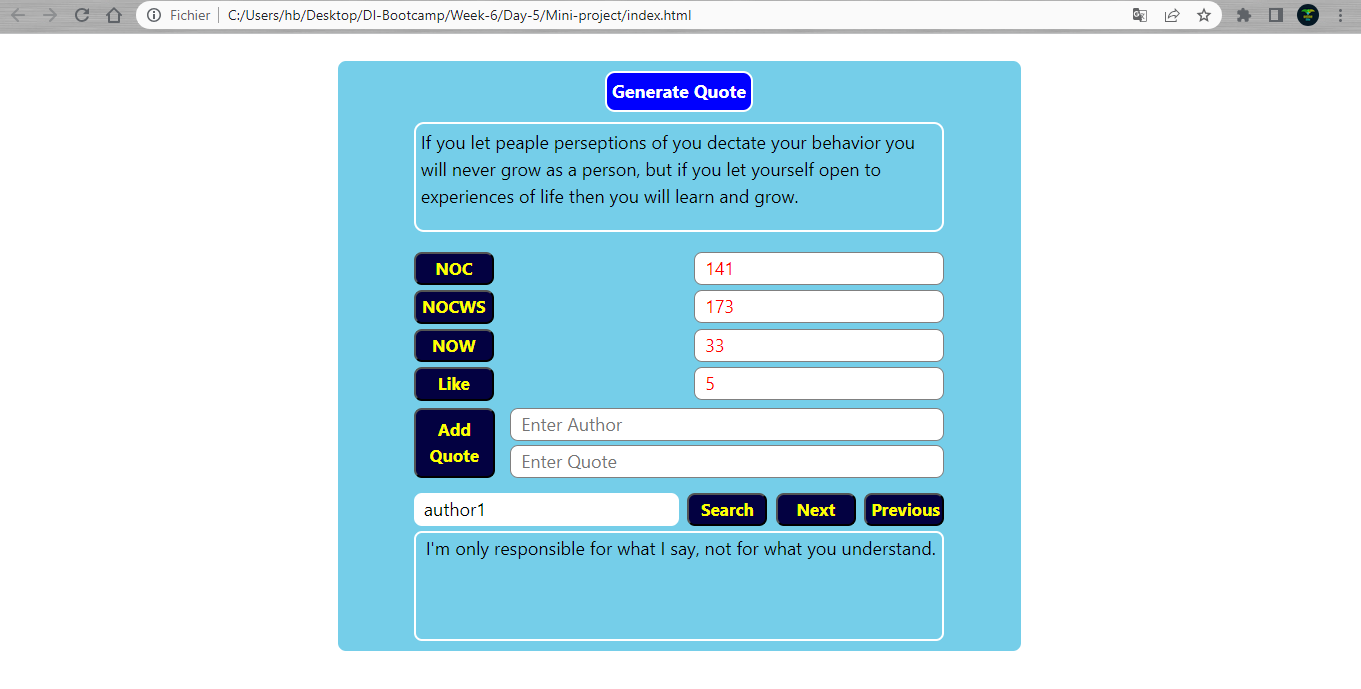 Fichier C:/Users/hb/Desktop/DI-Bootcamp/Week-6/Day-5/Mini-project/index.html
Generate Quote
If you let peaple perseptions of you dectate your behavior you
will never grow as a person, but if you let yourself open to
experiences of life then you will learn and grow.
NOC 141
NOCWS 173
NOW 33
Like 5
Add
Quote
Enter Author
Enter Quote
author1 Search Next Previous
I'm only responsible for what I say, not for what you understand.